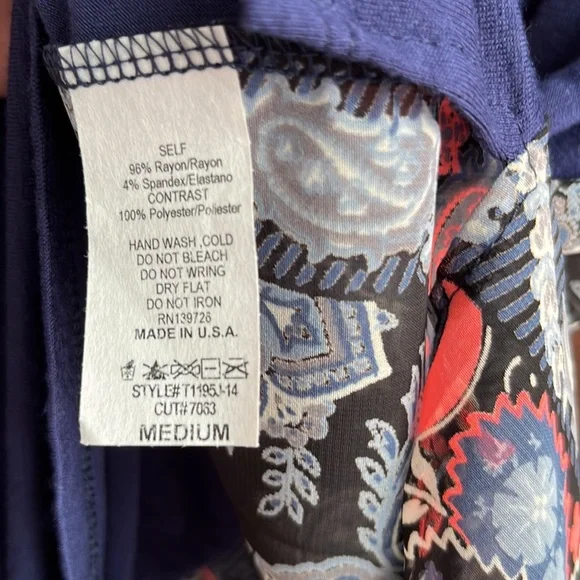 SELF
96% Rayon/Rayon
4% Spandex/Elastano
CONTRAST
100% Polyester/Poliester
HAND WASH ,COLD
DO NOT BLEACH
DO NOT WRING
DRY FLAT
DO NOT IRON
RN139726
MADE IN U.S.A.
STYLE#T1195J-14
CUT#7063
MEDIUM